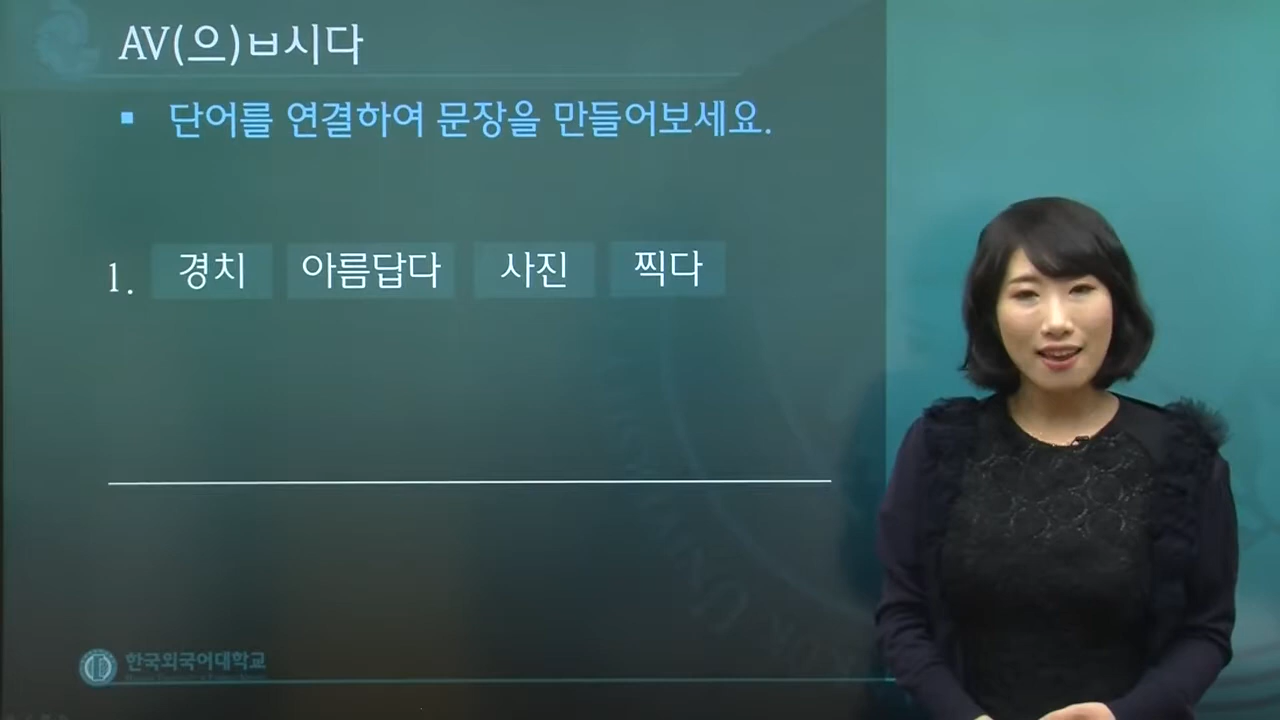 AV(으)ㅂ시다
▪ 단어를 연결하여 문장을 만들어보세요.
1. 경치 아름답다 사진 찍다
한국외국어대학교